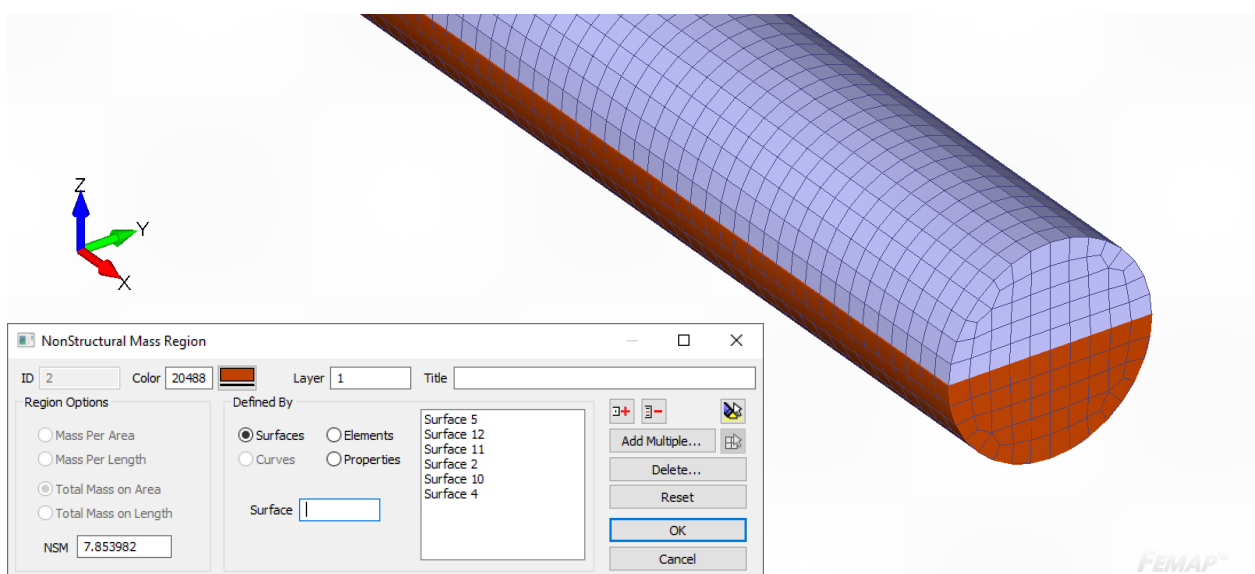 Z
Y
X
NonStructural Mass Region
ID 2 Color 20488 Layer 1 Title
Region Options
Mass Per Area
Mass Per Length
Total Mass on Area
Total Mass on Length
NSM 7.853982
Defined By
Surfaces Elements
Curves Properties
Surface
Surface 5
Surface 12
Surface 11
Surface 2
Surface 10
Surface 4
Add Multiple...
Delete...
Reset
OK
Cancel
FEMAP®